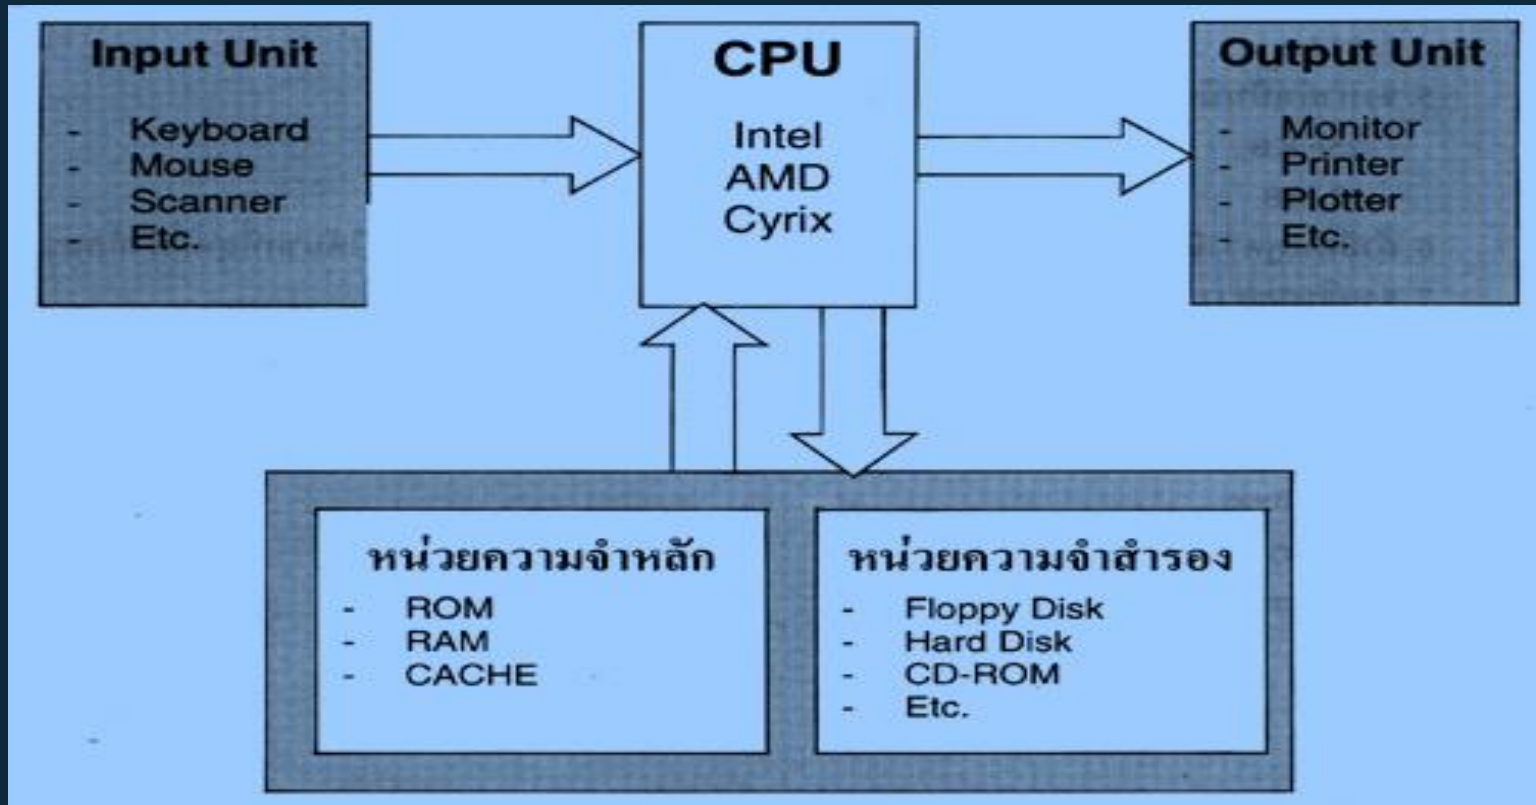 Input Unit
- Keyboard
- Mouse
- Scanner
- Etc.
CPU
Intel
AMD
Cyrix
Output Unit
- Monitor
- Printer
- Plotter
- Etc.
หน่วยความจำหลัก
- ROM
- RAM
- CACHE
หน่วยความจำสำรอง
- Floppy Disk
- Hard Disk
- CD-ROM
- Etc.